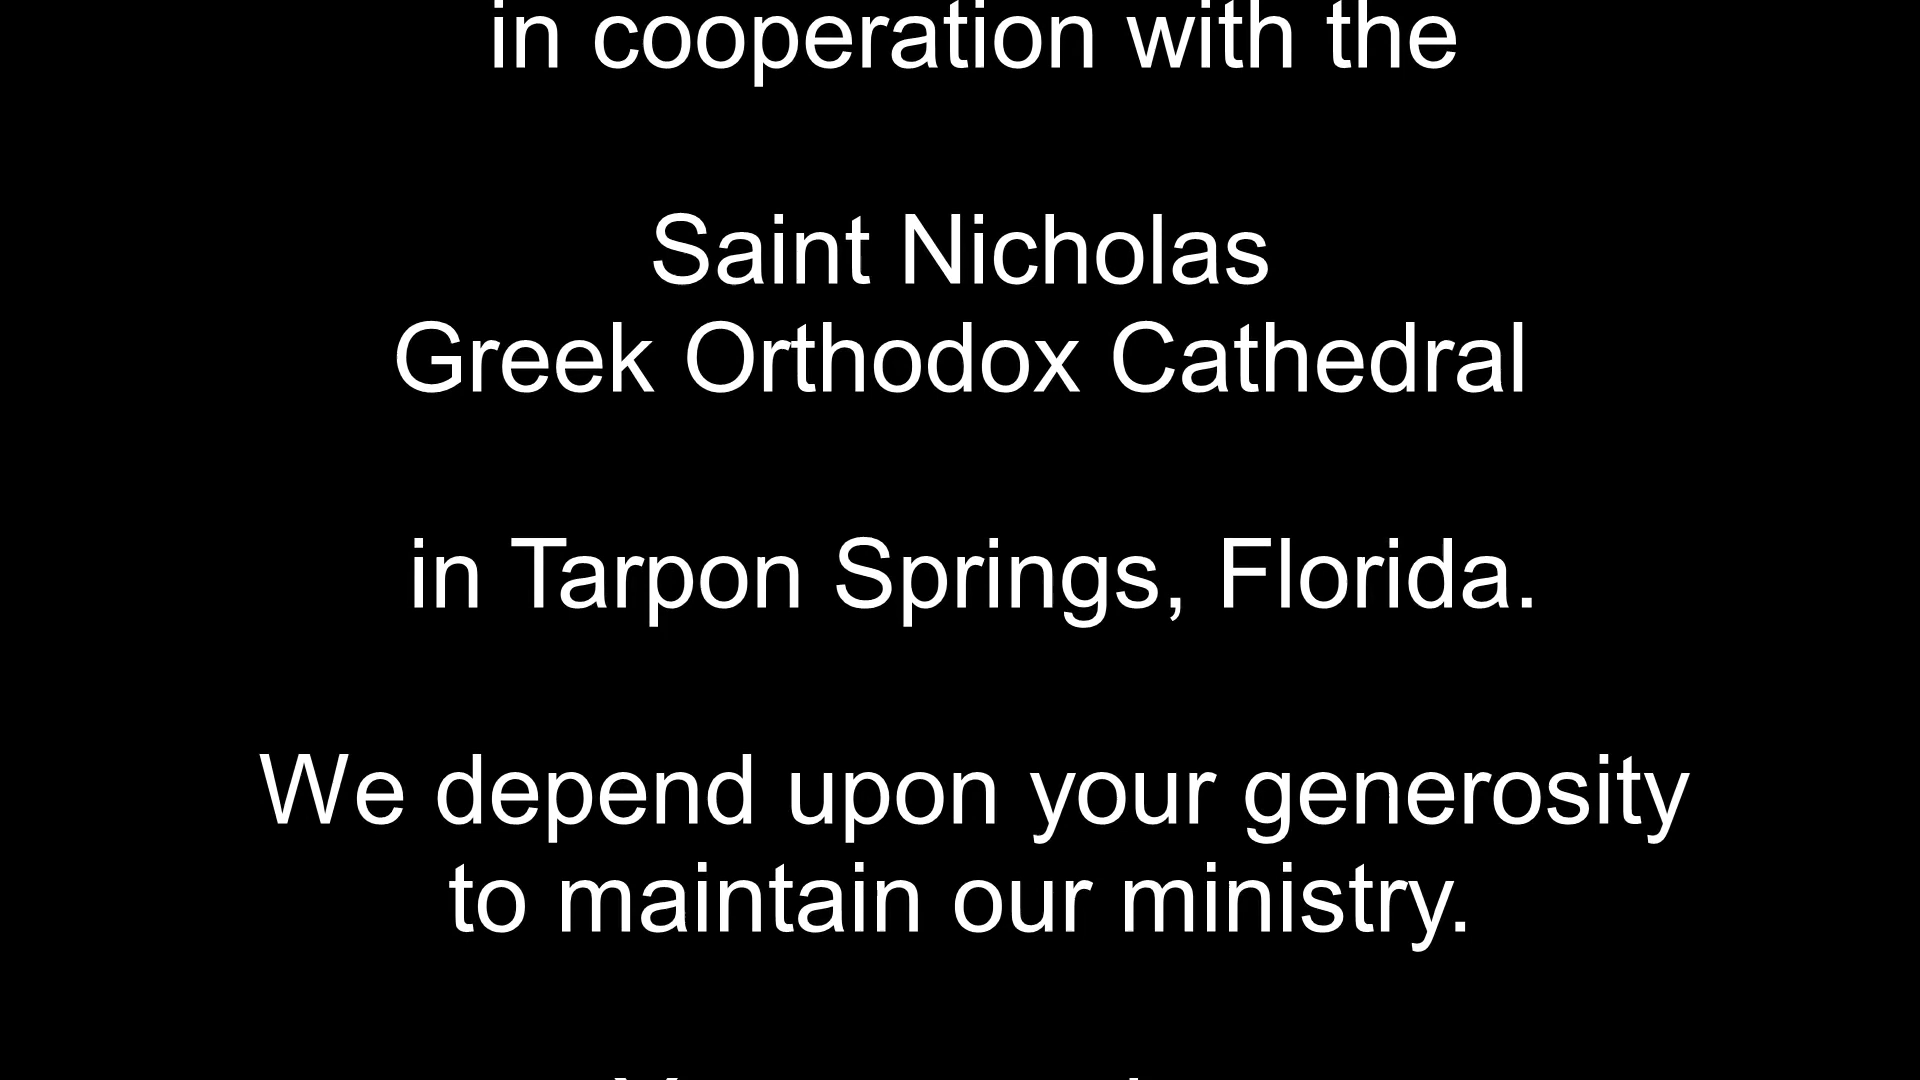 in cooperation with the
Saint Nicholas
Greek Orthodox Cathedral
in Tarpon Springs, Florida.
We depend upon your generosity
to maintain our ministry.